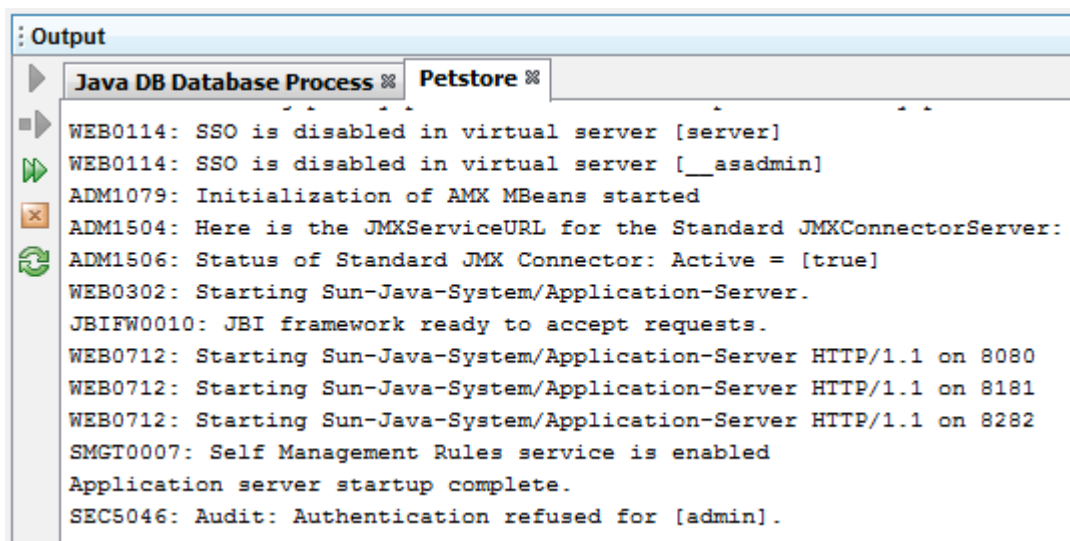 Output
Java DB Database Process Petstore
WEB0114: SSO is disabled in virtual server [server]
WEB0114: SSO is disabled in virtual server [__asadmin]
ADM1079: Initialization of AMX MBeans started
ADM1504: Here is the JMXServiceURL for the Standard JMXConnectorServer:
ADM1506: Status of Standard JMX Connector: Active = [true]
WEB0302: Starting Sun-Java-System/Application-Server.
JBIFW0010: JBI framework ready to accept requests.
WEB0712: Starting Sun-Java-System/Application-Server HTTP/1.1 on 8080
WEB0712: Starting Sun-Java-System/Application-Server HTTP/1.1 on 8181
WEB0712: Starting Sun-Java-System/Application-Server HTTP/1.1 on 8282
SMGT0007: Self Management Rules service is enabled
Application server startup complete.
SEC5046: Audit: Authentication refused for [admin].